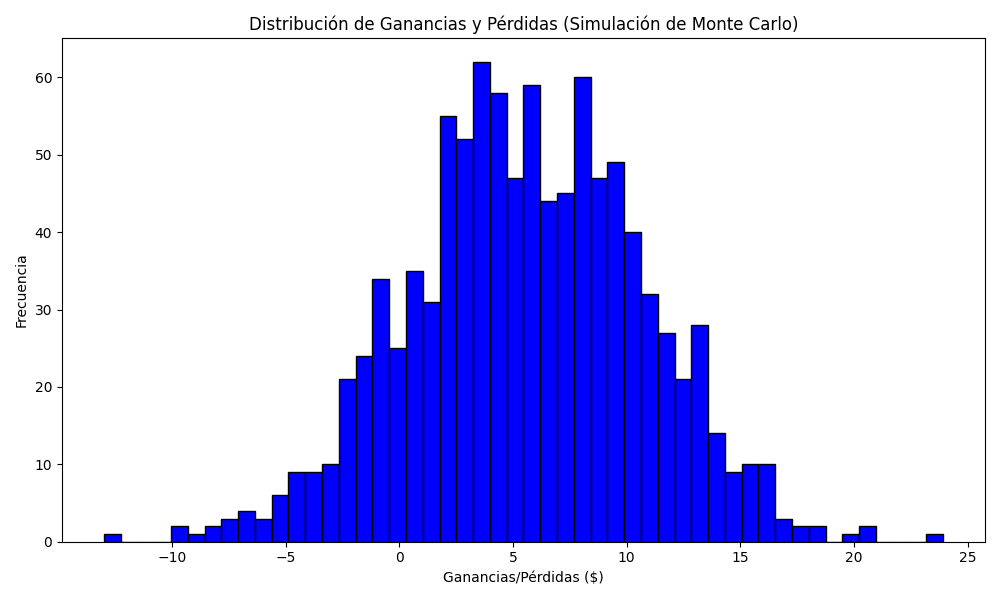 Distribución de Ganancias y Pérdidas (Simulación de Monte Carlo)
Frecuencia
60
50
40
30
20
10
0
−10 −5 0 5 10 15 20 25
Ganancias/Pérdidas ($)